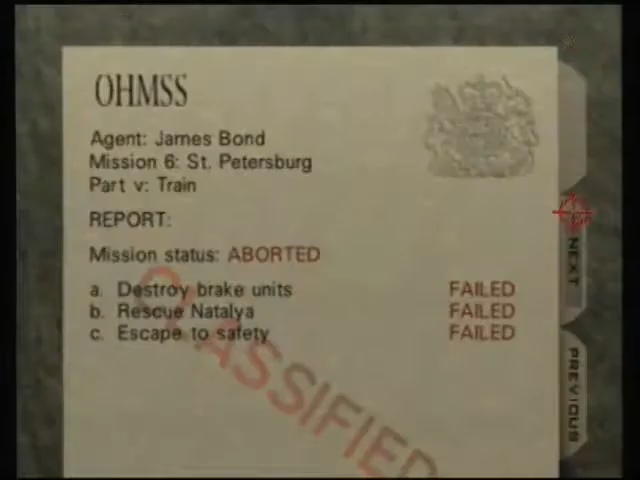 OHMSS
Agent: James Bond
Mission 6: St. Petersburg
Part v: Train
REPORT:
Mission status: ABORTED
a. Destroy brake units FAILED
b. Rescue Natalya FAILED
c. Escape to safety FAILED
CLASSIFIED
NEXT
PREVIOUS